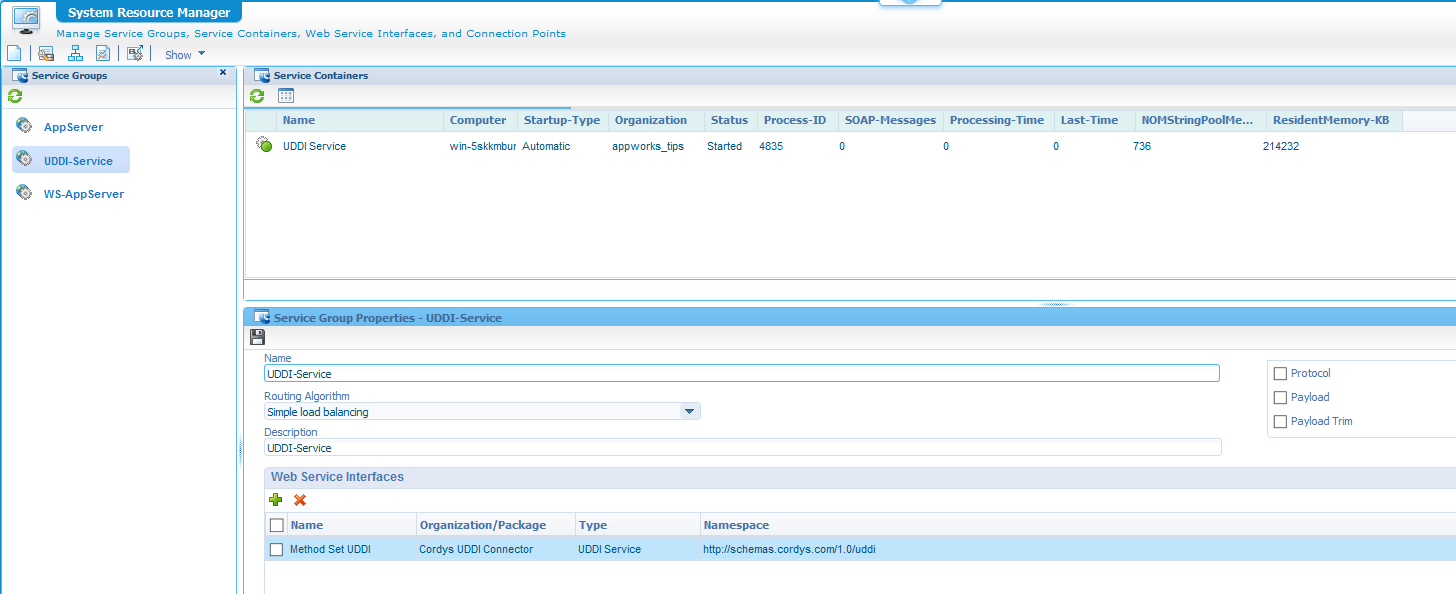 System Resource Manager
Manage Service Groups, Service Containers, Web Service Interfaces, and Connection Points
Show
Service Groups
AppServer
UDDI-Service
WS-AppServer
Service Containers
Name Computer Startup-Type Organization Status Process-ID SOAP-Messages Processing-Time Last-Time NOMStringPoolMe... ResidentMemory-KB
UDDI Service win-5skkmbur Automatic appworks_tips Started 4835 0 0 0 736 214232
Service Group Properties - UDDI-Service
Name
UDDI-Service
Routing Algorithm
Simple load balancing
Description
UDDI-Service
Protocol
Payload
Payload Trim
Web Service Interfaces
Name Organization/Package Type Namespace
Method Set UDDI Cordys UDDI Connector UDDI Service http://schemas.cordys.com/1.0/uddi